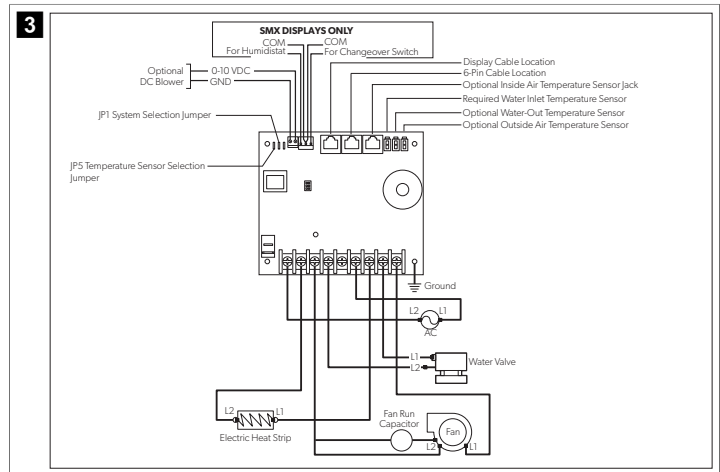 3
SMX DISPLAYS ONLY
COM
COM
For Humidistat
For Changeover Switch
Display Cable Location
6-Pin Cable Location
Optional Inside Air Temperature Sensor Jack
Required Water Inlet Temperature Sensor
Optional Water-Out Temperature Sensor
Optional Outside Air Temperature Sensor
Optional
DC Blower
0-10 VDC
GND
JP1 System Selection Jumper
JP5 Temperature Sensor Selection
Jumper
Ground
L2
L1
AC
L1
L2
Water Valve
L2
L1
Electric Heat Strip
Fan Run
Capacitor
Fan
L2
L1